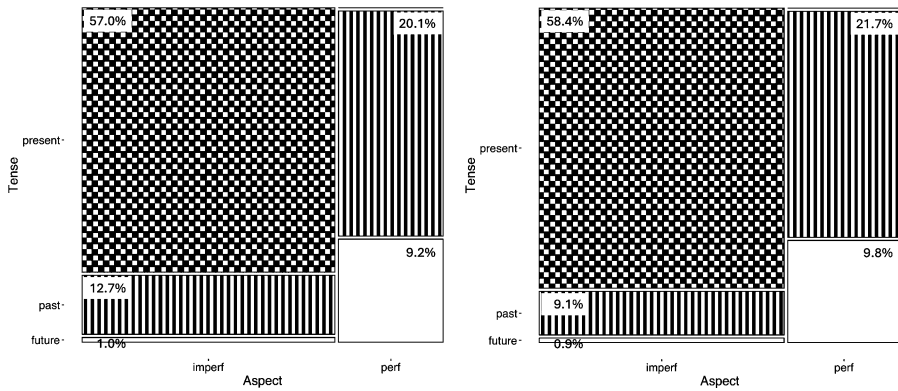 57.0%
20.1%
present
Tense
9.2%
12.7%
past
future
1.0%
imperf
perf
Aspect
58.4%
21.7%
present
Tense
9.8%
9.1%
past
future
0.9%
imperf
perf
Aspect